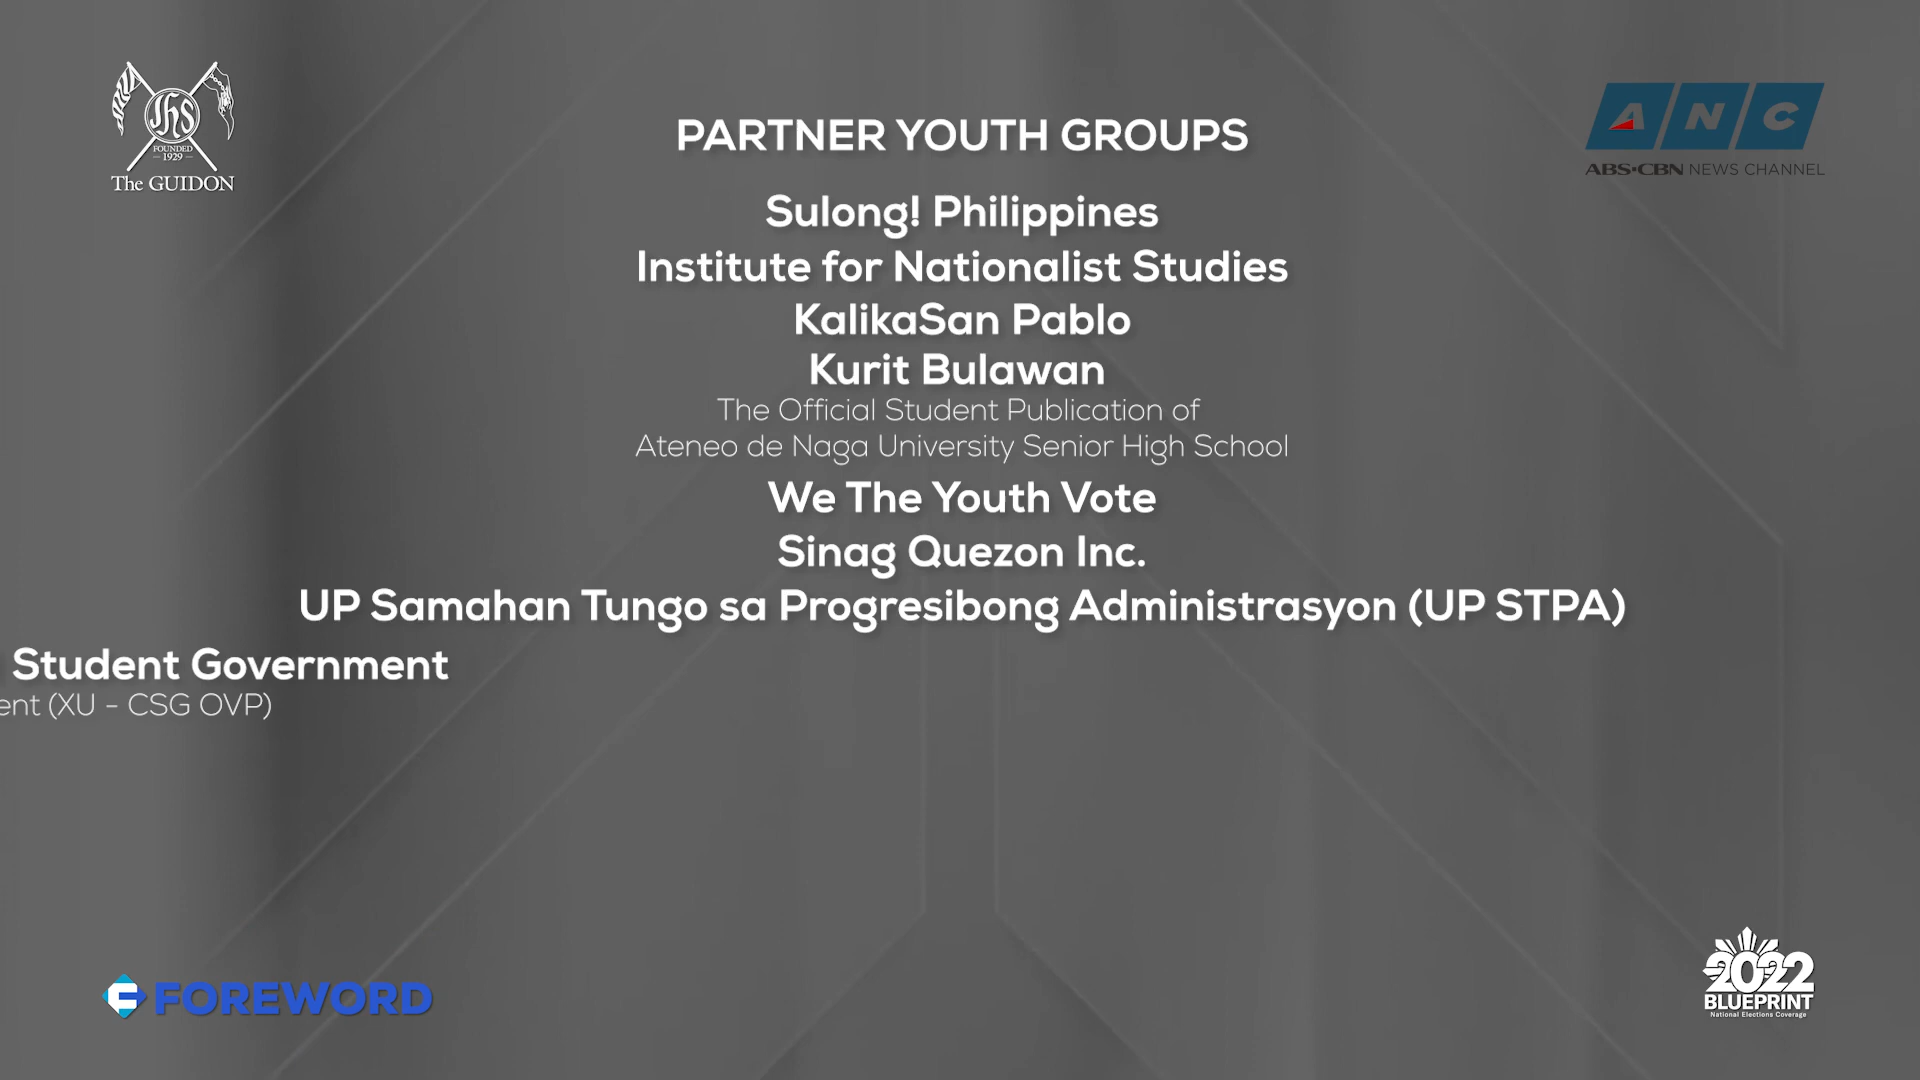 Jhs
FOUNDED
1929
The GUIDON
ANC
ABS-CBN NEWS CHANNEL
PARTNER YOUTH GROUPS
Sulong! Philippines
Institute for Nationalist Studies
KalikaSan Pablo
Kurit Bulawan
The Official Student Publication of
Ateneo de Naga University Senior High School
We The Youth Vote
Sinag Quezon Inc.
UP Samahan Tungo sa Progresibong Administrasyon (UP STPA)
Student Government
ent (XU - CSG OVP)
FOREWORD
2022
BLUEPRINT
National Elections Coverage